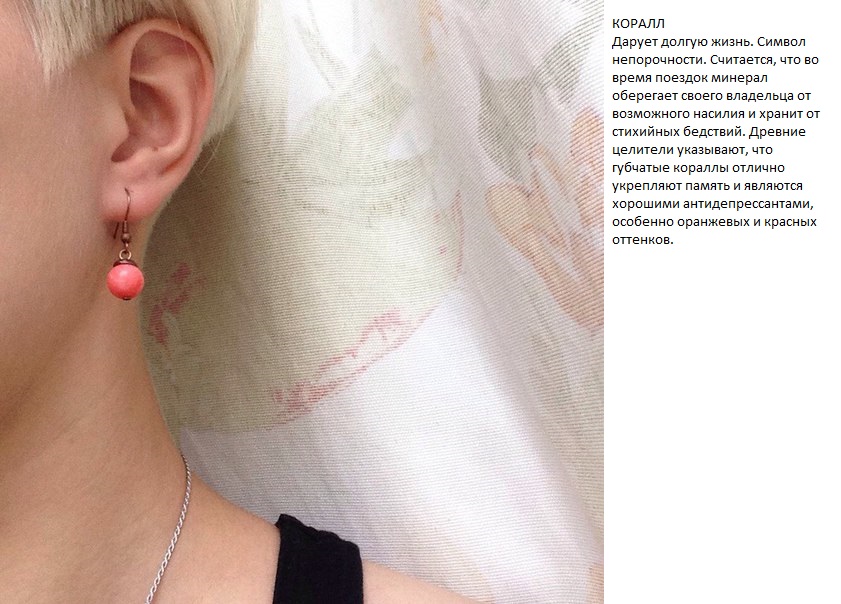 КОРАЛЛ
Дарует долгую жизнь. Символ
непорочности. Считается, что во
время поездок минерал
оберегает своего владельца от
возможного насилия и хранит от
стихийных бедствий. Древние
целители указывают, что
губчатые кораллы отлично
укрепляют память и являются
хорошими антидепрессантами,
особенно оранжевых и красных
оттенков.